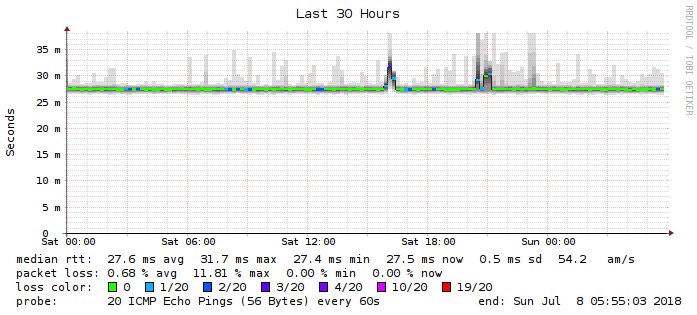 Last 30 Hours
RRDTOOL / TOBI OETIKER
Seconds
35 m
30 m
25 m
20 m
15 m
10 m
5 m
0
Sat 00:00 Sat 06:00 Sat 12:00 Sat 18:00 Sun 00:00
median rtt: 27.6 ms avg 31.7 ms max 27.4 ms min 27.5 ms now 0.5 ms sd 54.2 am/s
packet loss: 0.68 % avg 11.81 % max 0.00 % min 0.00 % now
loss color: 0 1/20 2/20 3/20 4/20 10/20 19/20
probe: 20 ICMP Echo Pings (56 Bytes) every 60s end: Sun Jul 8 05:55:03 2018